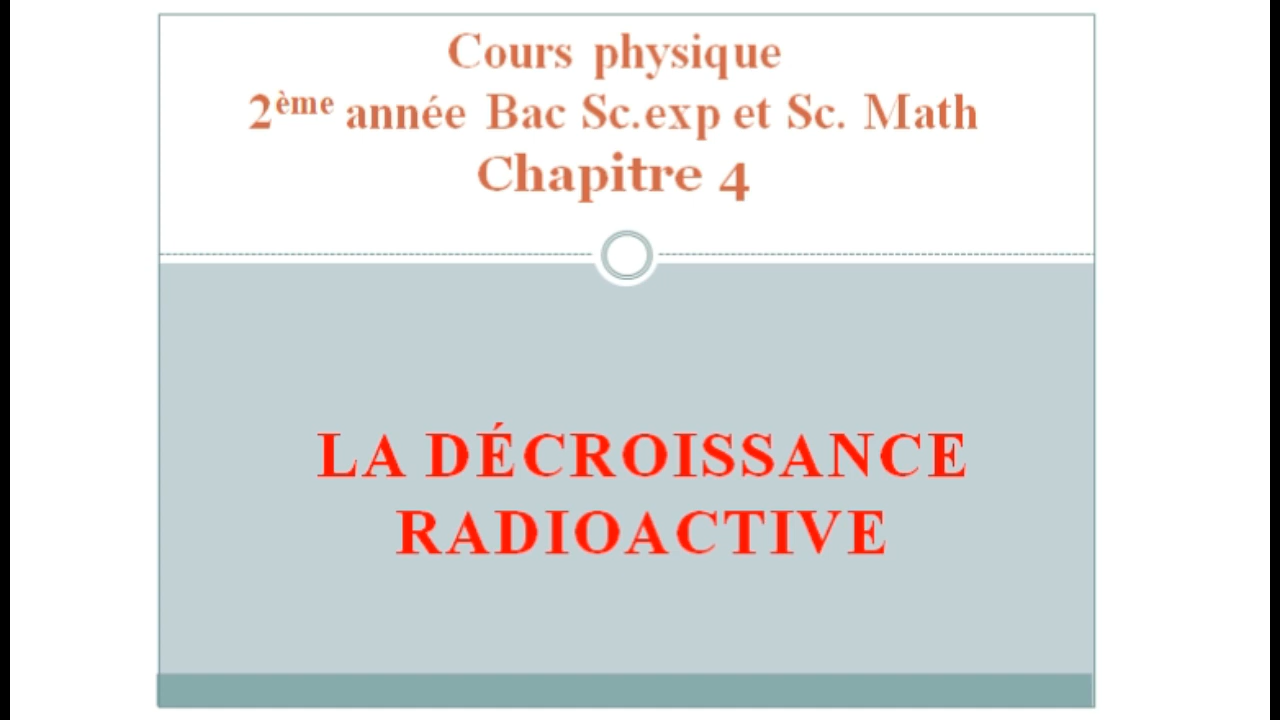 Cours physique
2ème année Bac Sc.exp et Sc. Math
Chapitre 4
LA DÉCROISSANCE
RADIOACTIVE